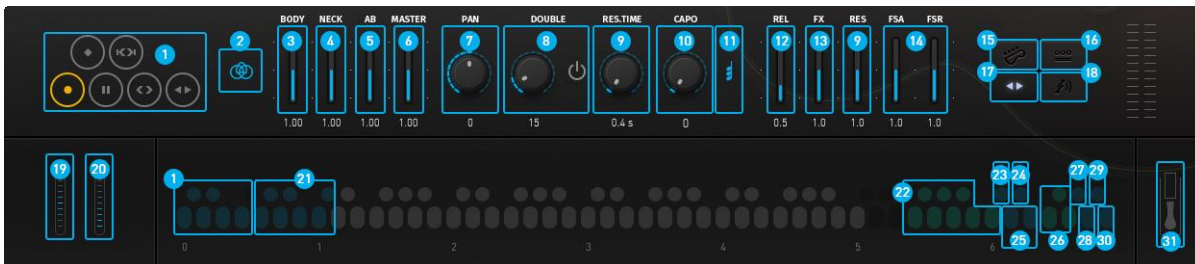 BODY NECK AB MASTER PAN DOUBLE RES.TIME CAPO REL FX RES FSA FSR
1 2 3 4 5 6 7 8 9 10 11 12 13 9 14 15 16
17 18
1.00 1.00 1.00 1.00 0 15 0.4 s 0 0.5 1.0 1.0 1.0 1.0
19 20 1 21 22 23 24 27 29
25 26 28 30 31
0 1 2 3 4 5 6